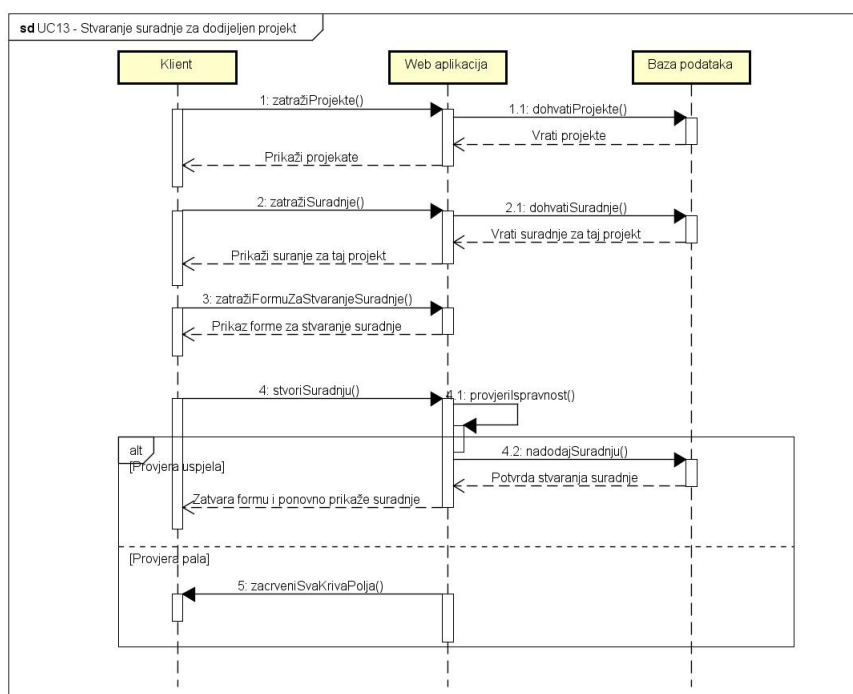 sd UC13 - Stvaranje suradnje za dodijeljen projekt
Klient
Web aplikacija
Baza podataka
1: zatražiProjekte()
1.1: dohvatiProjekte()
Vrati projekte
Prikaži projekate
2: zatražiSuradnje()
2.1: dohvatiSuradnje()
Vrati suradnje za taj projekt
Prikaži suranje za taj projekt
3: zatražiFormuZaStvaranjeSuradnje()
Prikaz forme za stvaranje suradnje
4: stvoriSuradnju()
4.1: provjeriIspravnost()
alt
[Provjera uspjela]
4.2: nadodajSuradnju()
Potvrda stvaranja suradnje
Zatvara formu i ponovno prikaže suradnje
[Provjera pala]
5: zacrveniSvaKrivaPolja()